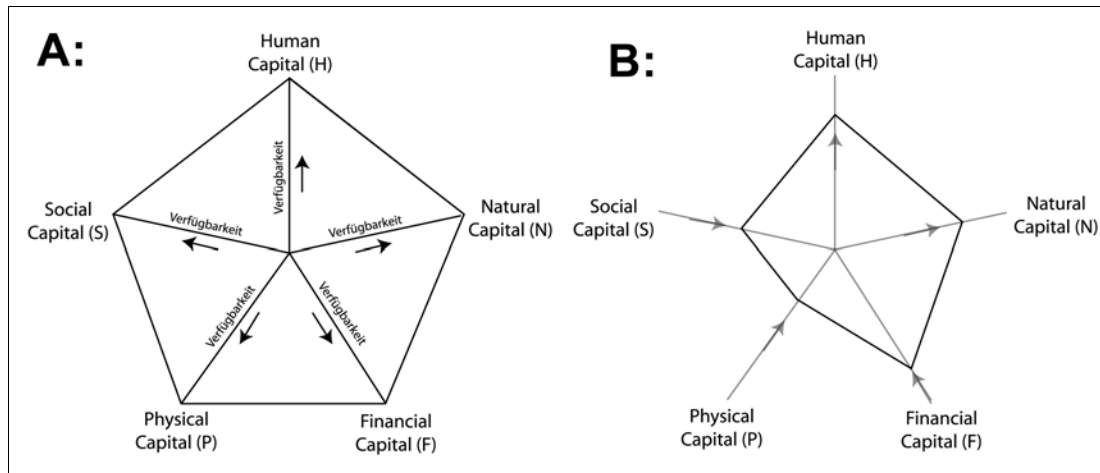 A:
Human
Capital (H)
Verfügbarkeit
Social
Capital (S)
Verfügbarkeit
Verfügbarkeit
Natural
Capital (N)
Verfügbarkeit
Verfügbarkeit
Physical
Capital (P)
Financial
Capital (F)
B:
Human
Capital (H)
Social
Capital (S)
Natural
Capital (N)
Physical
Capital (P)
Financial
Capital (F)